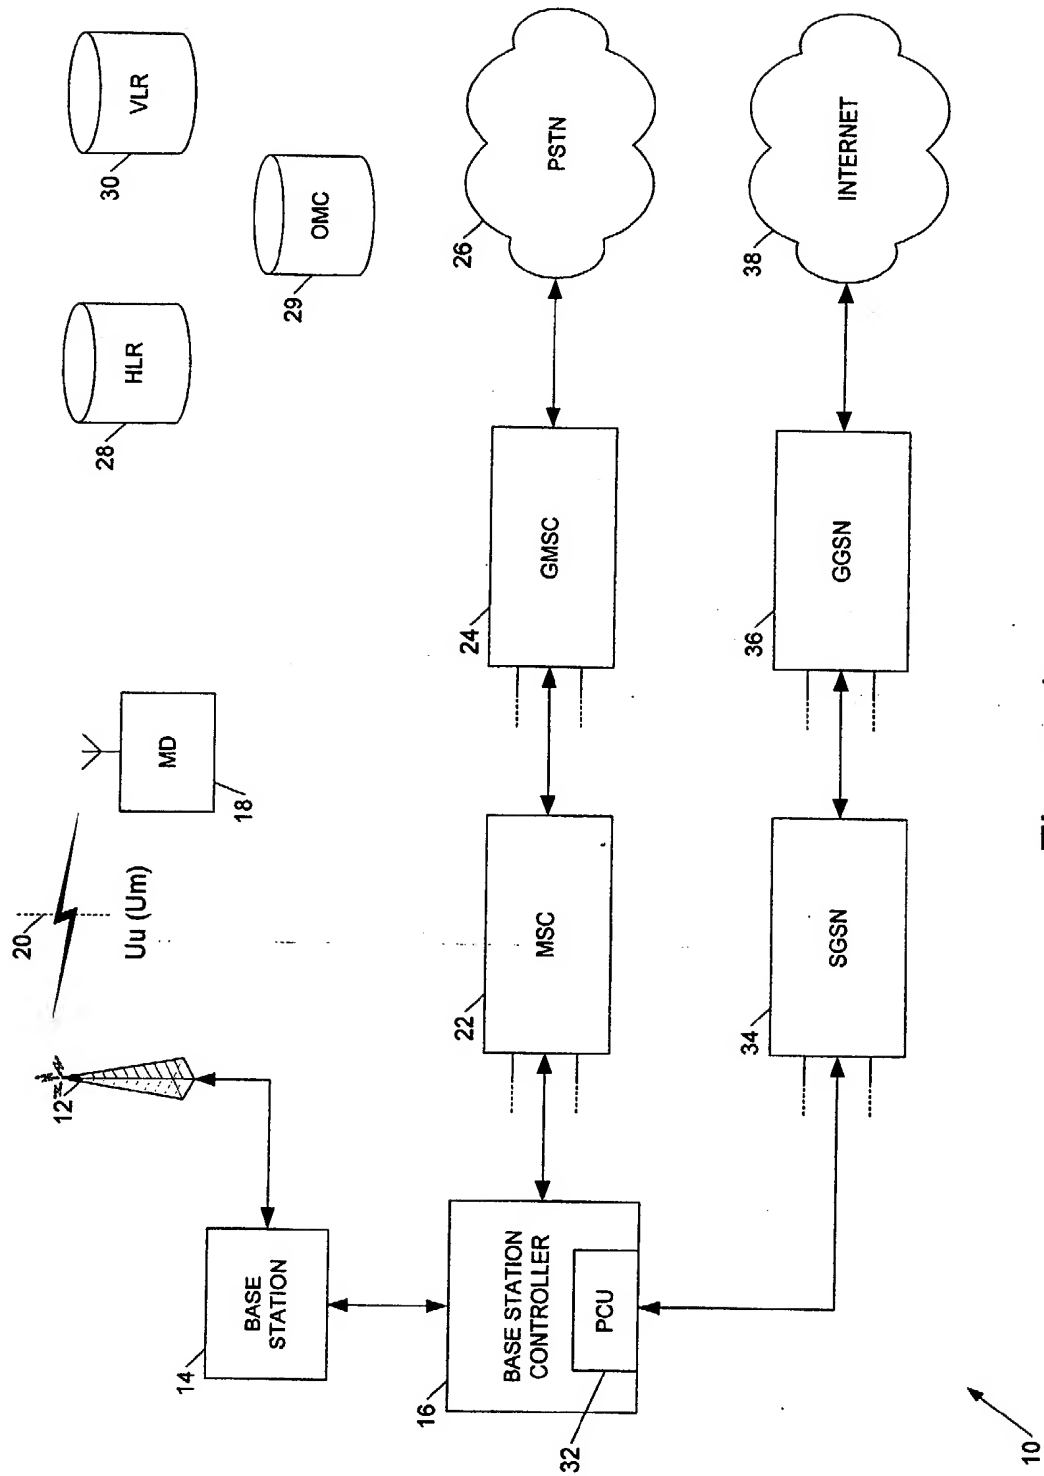 20
Uu (Um)
12
MD
18
HLR
28
VLR
30
OMC
29
BASE
STATION
14
BASE STATION
CONTROLLER
16
PCU
32
MSC
22
GMSC
24
PSTN
26
SGSN
34
GGSN
36
INTERNET
38
10